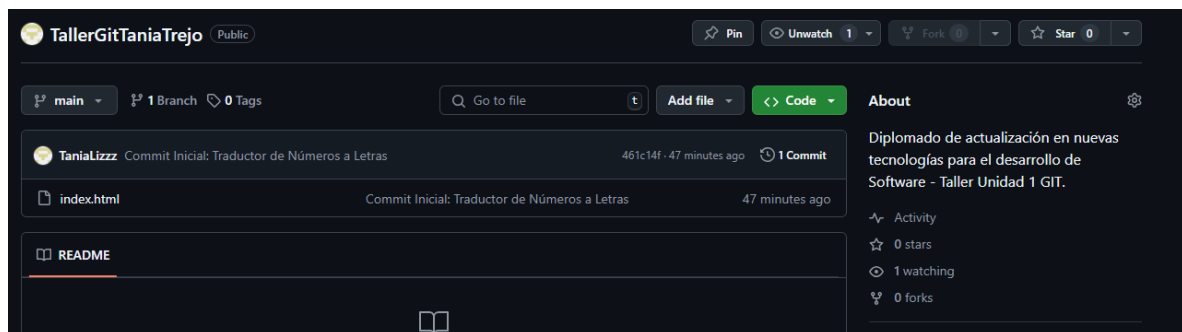 TallerGitTaniaTrejo Public
Pin
Unwatch 1
Fork 0
Star 0
main
1 Branch
0 Tags
Go to file t
Add file
Code
TaniaLizzz Commit Inicial: Traductor de Números a Letras 461c14f · 47 minutes ago 1 Commit
index.html Commit Inicial: Traductor de Números a Letras 47 minutes ago
README
About
Diplomado de actualización en nuevas
tecnologías para el desarrollo de
Software - Taller Unidad 1 GIT.
Activity
0 stars
1 watching
0 forks